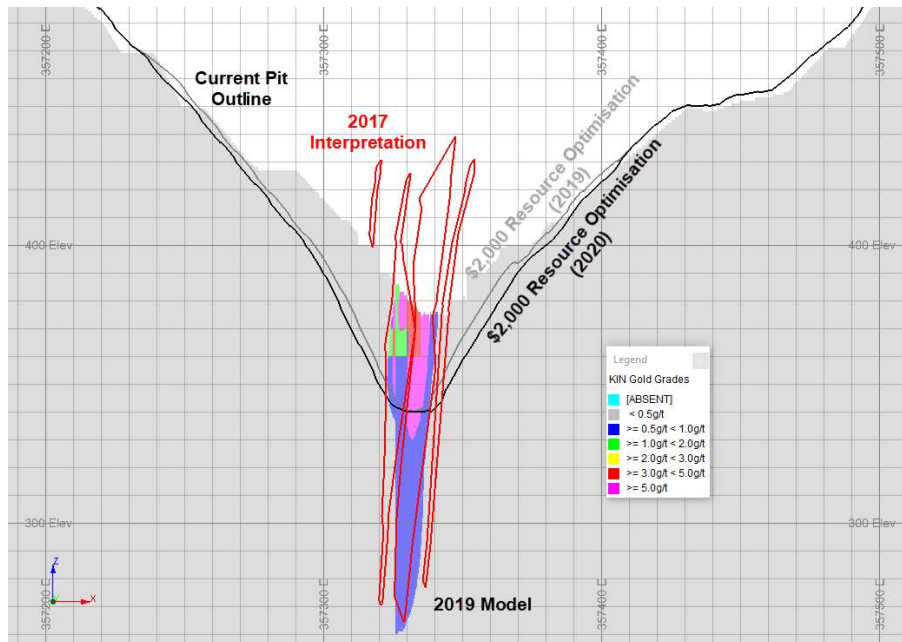 357200 E
357300 E
357400 E
357500 E
Current Pit
Outline
2017
Interpretation
$2,000 Resource Optimisation
(2019)
$2,000 Resource Optimisation
(2020)
400 Elev
400 Elev
Legend
KIN Gold Grades
[ABSENT]
< 0.5g/t
>= 0.5g/t < 1.0g/t
>= 1.0g/t < 2.0g/t
>= 2.0g/t < 3.0g/t
>= 3.0g/t < 5.0g/t
>= 5.0g/t
300 Elev
300 Elev
Z
Y
X
2019 Model
357200 E
357300 E
357400 E
357500 E